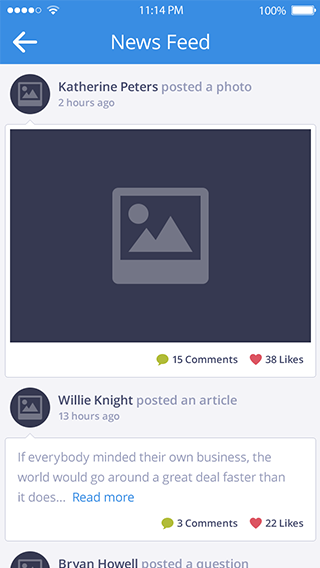 11:14 PM
100%
News Feed
Katherine Peters posted a photo
2 hours ago
15 Comments
38 Likes
Willie Knight posted an article
13 hours ago
If everybody minded their own business, the
world would go around a great deal faster than
it does... Read more
3 Comments
22 Likes
Bryan Howell posted a question